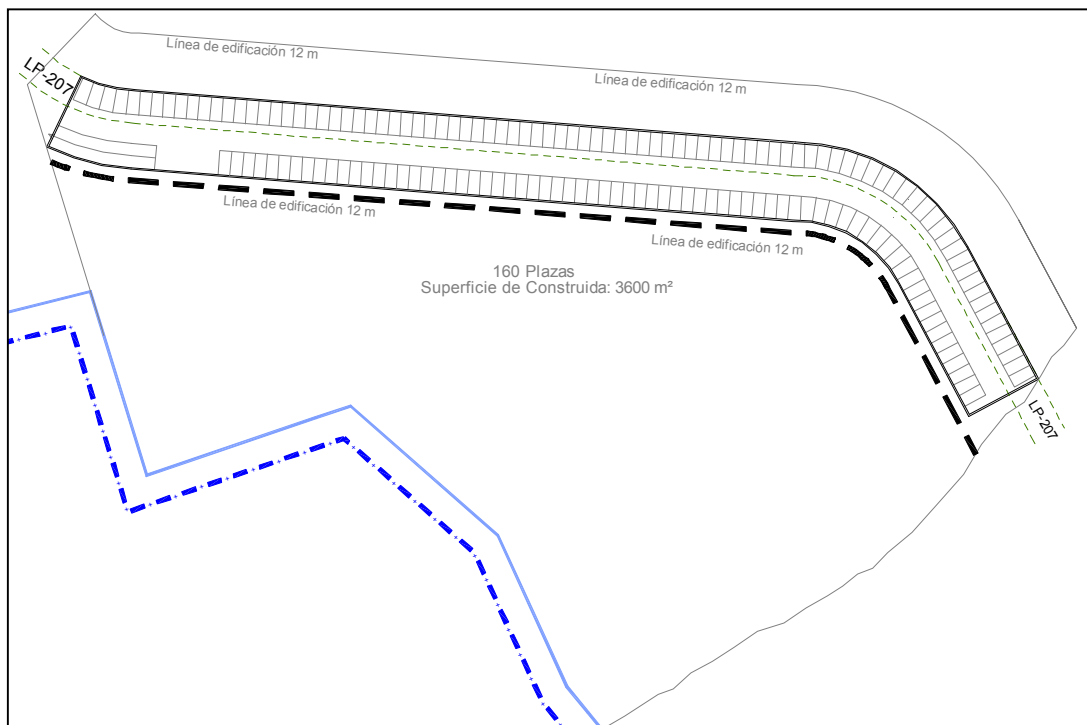 Línea de edificación 12 m
LP-207
Línea de edificación 12 m
Línea de edificación 12 m
Línea de edificación 12 m
160 Plazas
Superficie de Construida: 3600 m²
LP-207